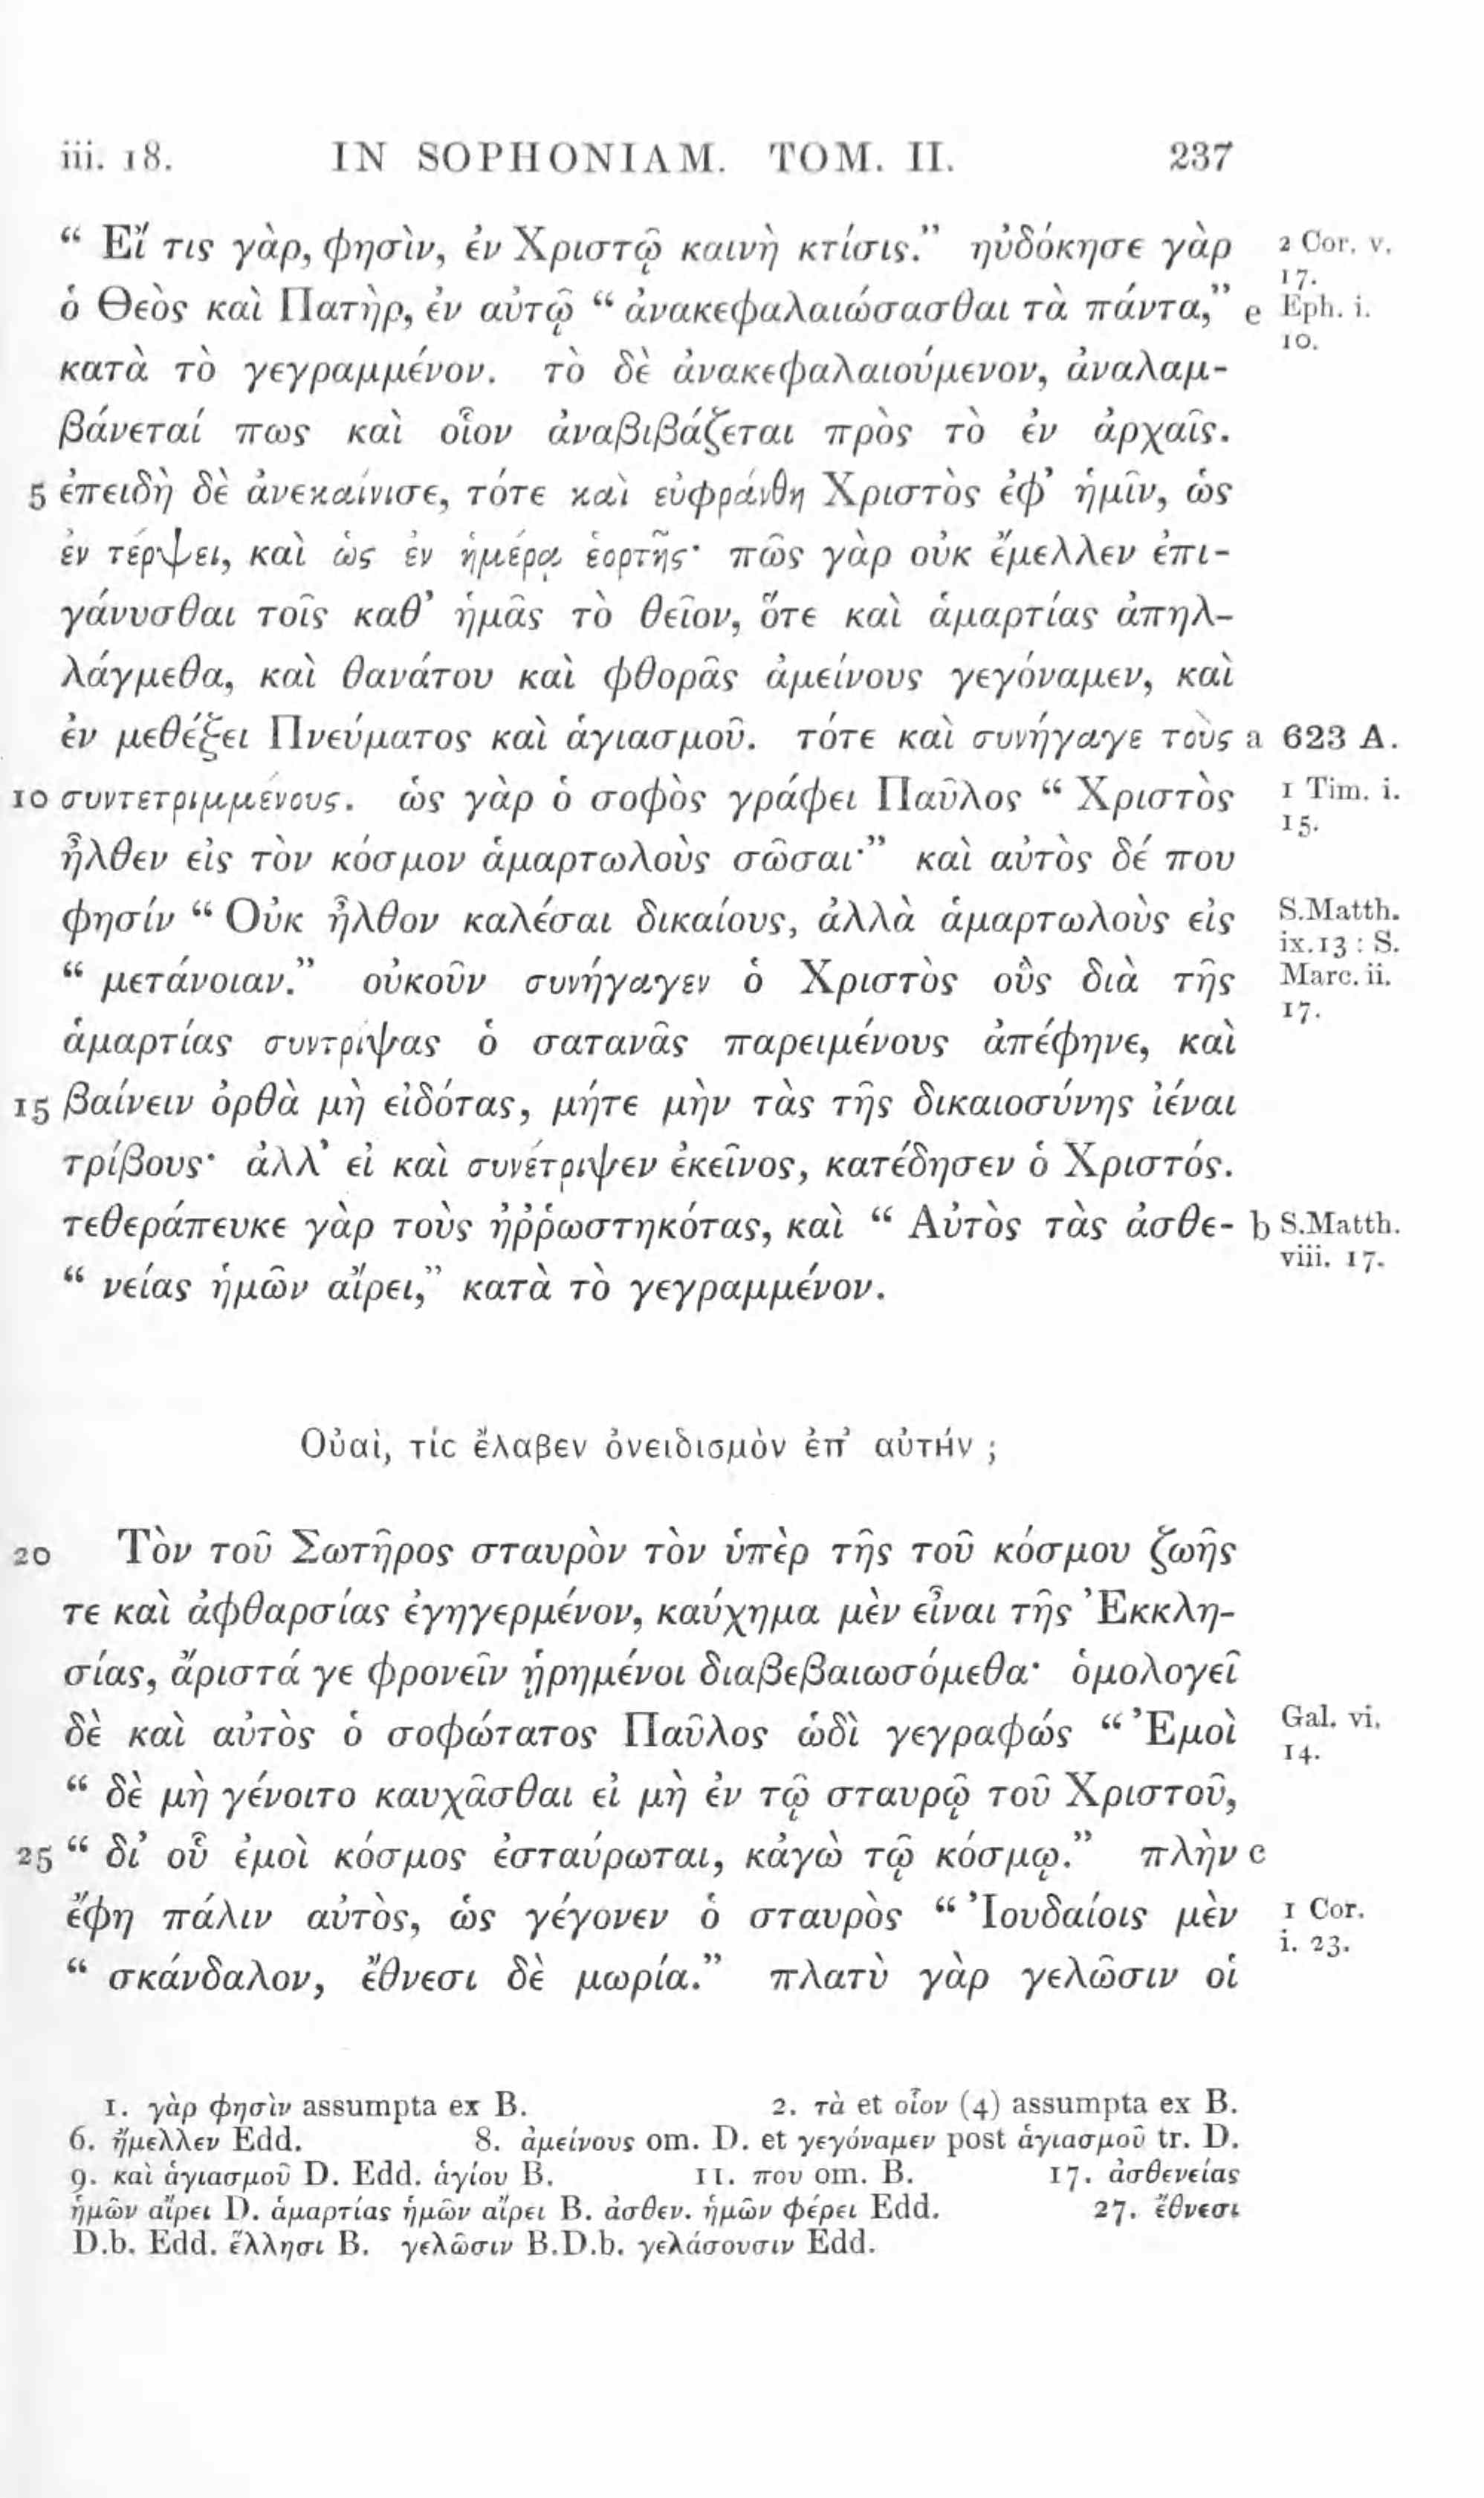 iii. 18. IN SOPHONIAM. TOM. II. 237
“ Εἴ τις γὰρ, φησὶν, ἐν Χριστῷ καινὴ κτίσις.” ηὐδόκησε γὰρ 2 Cor. v.
17.
ὁ Θεὸς καὶ Πατὴρ, ἐν αὐτῷ “ ἀνακεφαλαιώσασθαι τὰ πάντα,” e Eph. i.
10.
κατὰ τὸ γεγραμμένον. τὸ δὲ ἀνακεφαλαιούμενον, ἀναλαμ-
βάνεταί πως καὶ οἷον ἀναβιβάζεται πρὸς τὸ ἐν ἀρχαῖς.
5 ἐπειδὴ δὲ ἀνεκαίνισε, τότε καὶ εὐφράνθη Χριστὸς ἐφ’ ἡμῖν, ὡς
ἐν τέρψει, καὶ ὡς ἐν ἡμέρᾳ ἑορτῆς· πῶς γὰρ οὐκ ἔμελλεν ἐπι-
γάνυσθαι τοῖς καθ’ ἡμᾶς τὸ θεῖον, ὅτε καὶ ἁμαρτίας ἀπηλ-
λάγμεθα, καὶ θανάτου καὶ φθορᾶς ἀμείνους γεγόναμεν, καὶ
ἐν μεθέξει Πνεύματος καὶ ἁγιασμοῦ. τότε καὶ συνήγαγε τοὺς a 623 A.
10 συντετριμμένους. ὡς γὰρ ὁ σοφὸς γράφει Παῦλος “ Χριστὸς 1 Tim. i.
15.
ἦλθεν εἰς τὸν κόσμον ἁμαρτωλοὺς σῶσαι·” καὶ αὐτὸς δέ που
φησίν “ Οὐκ ἦλθον καλέσαι δικαίους, ἀλλὰ ἁμαρτωλοὺς εἰς S.Matth.
ix.13 : S.
“ μετάνοιαν.” οὐκοῦν συνήγαγεν ὁ Χριστὸς οὓς διὰ τῆς Marc. ii.
17.
ἁμαρτίας συντρίψας ὁ σατανᾶς παρειμένους ἀπέφηνε, καὶ
15 βαίνειν ὀρθὰ μὴ εἰδότας, μήτε μὴν τὰς τῆς δικαιοσύνης ἰέναι
τρίβους· ἀλλ’ εἰ καὶ συνέτριψεν ἐκεῖνος, κατέδησεν ὁ Χριστός.
τεθεράπευκε γὰρ τοὺς ἠῤῥωστηκότας, καὶ “ Αὐτὸς τὰς ἀσθε- b S.Matth.
viii. 17.
“ νείας ἡμῶν αἴρει,” κατὰ τὸ γεγραμμένον.
Οὐαὶ, τίς ἔλαβεν ὀνειδισμὸν ἐπ’ αὐτήν ;
20 Τὸν τοῦ Σωτῆρος σταυρὸν τὸν ὑπὲρ τῆς τοῦ κόσμου ζωῆς
τε καὶ ἀφθαρσίας ἐγηγερμένον, καύχημα μὲν εἶναι τῆς Ἐκκλη-
σίας, ἄριστά γε φρονεῖν ᾑρημένοι διαβεβαιωσόμεθα· ὁμολογεῖ
δὲ καὶ αὐτὸς ὁ σοφώτατος Παῦλος ὡδὶ γεγραφώς “ Ἐμοὶ Gal. vi.
14.
“ δὲ μὴ γένοιτο καυχᾶσθαι εἰ μὴ ἐν τῷ σταυρῷ τοῦ Χριστοῦ,
25 “ δι’ οὗ ἐμοὶ κόσμος ἐσταύρωται, κἀγὼ τῷ κόσμῳ.” πλὴν c
ἔφη πάλιν αὐτὸς, ὡς γέγονεν ὁ σταυρὸς “ Ἰουδαίοις μὲν 1 Cor.
i. 23.
“ σκάνδαλον, ἔθνεσι δὲ μωρία.” πλατὺ γὰρ γελῶσιν οἱ
1. γὰρ φησὶν assumpta ex B. 2. τὰ et οἷον (4) assumpta ex B.
6. ἤμελλεν Edd. 8. ἀμείνους om. D. et γεγόναμεν post ἁγιασμοῦ tr. D.
9. καὶ ἁγιασμοῦ D. Edd. ἁγίου B. 11. που om. B. 17. ἀσθενείας
ἡμῶν αἴρει D. ἁμαρτίας ἡμῶν αἴρει B. ἀσθεν. ἡμῶν φέρει Edd. 27. ἔθνεσι
D.b. Edd. ἕλλησι B. γελῶσιν B.D.b. γελάσουσιν Edd.